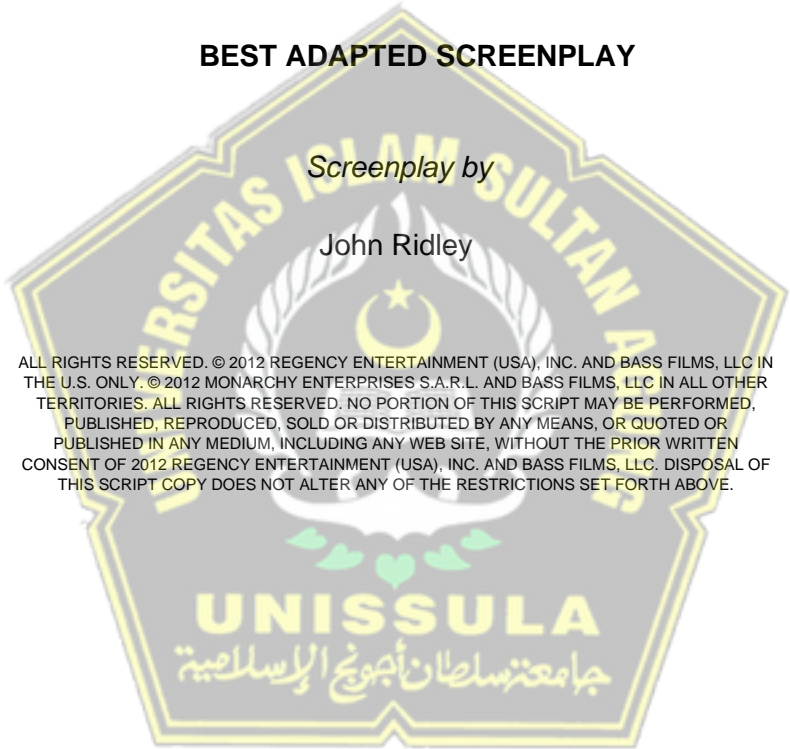 BEST ADAPTED SCREENPLAY
Screenplay by
John Ridley
ALL RIGHTS RESERVED. © 2012 REGENCY ENTERTAINMENT (USA), INC. AND BASS FILMS, LLC IN
THE U.S. ONLY. © 2012 MONARCHY ENTERPRISES S.A.R.L. AND BASS FILMS, LLC IN ALL OTHER
TERRITORIES. ALL RIGHTS RESERVED. NO PORTION OF THIS SCRIPT MAY BE PERFORMED,
PUBLISHED, REPRODUCED, SOLD OR DISTRIBUTED BY ANY MEANS, OR QUOTED OR
PUBLISHED IN ANY MEDIUM, INCLUDING ANY WEB SITE, WITHOUT THE PRIOR WRITTEN
CONSENT OF 2012 REGENCY ENTERTAINMENT (USA), INC. AND BASS FILMS, LLC. DISPOSAL OF
THIS SCRIPT COPY DOES NOT ALTER ANY OF THE RESTRICTIONS SET FORTH ABOVE.
UNIVERSITAS ISLAM SULTAN AGUNG
UNISSULA
جامعة سلطان أجونج الإسلامية